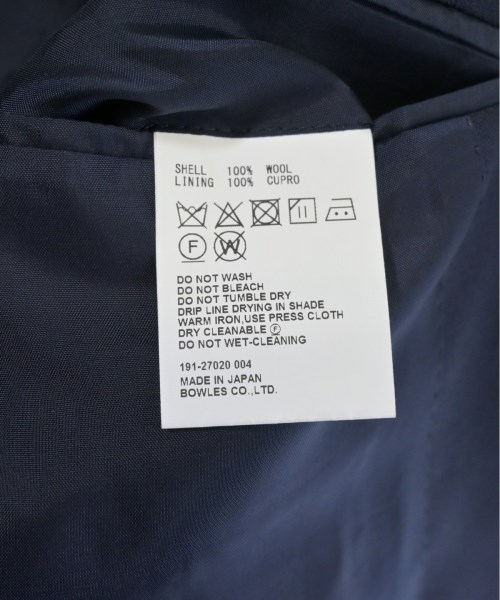 SHELL 100% WOOL
LINING 100% CUPRO
F W
DO NOT WASH
DO NOT BLEACH
DO NOT TUMBLE DRY
DRIP LINE DRYING IN SHADE
WARM IRON,USE PRESS CLOTH
DRY CLEANABLE Ⓕ
DO NOT WET-CLEANING
191-27020 004
MADE IN JAPAN
BOWLES CO.,LTD.